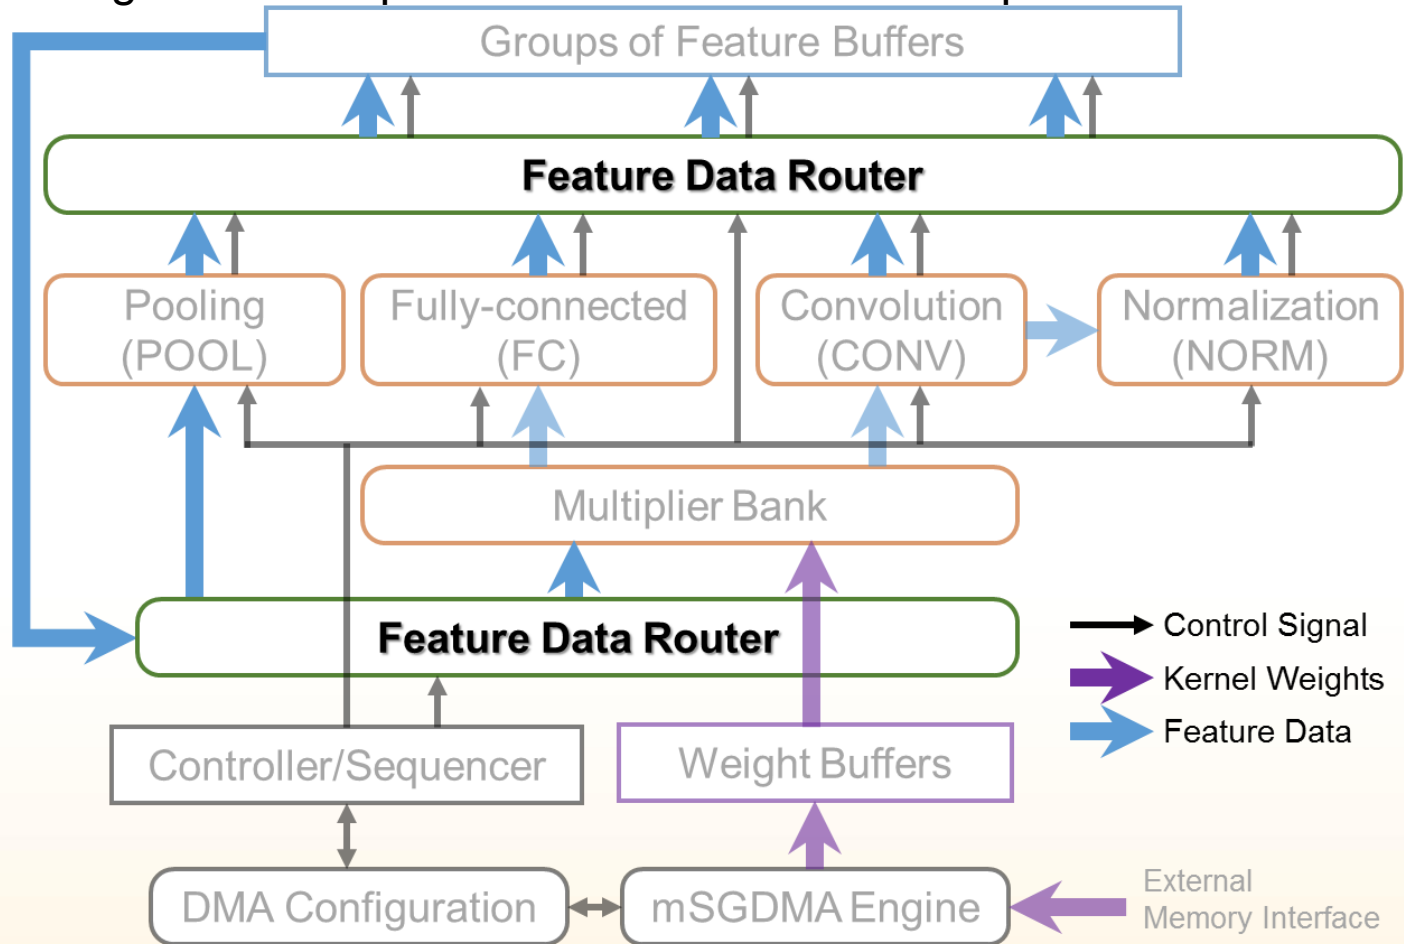 Groups of Feature Buffers
Feature Data Router
Pooling
(POOL)
Fully-connected
(FC)
Convolution
(CONV)
Normalization
(NORM)
Multiplier Bank
Feature Data Router
Control Signal
Kernel Weights
Feature Data
Controller/Sequencer
Weight Buffers
DMA Configuration
mSGDMA Engine
External
Memory Interface